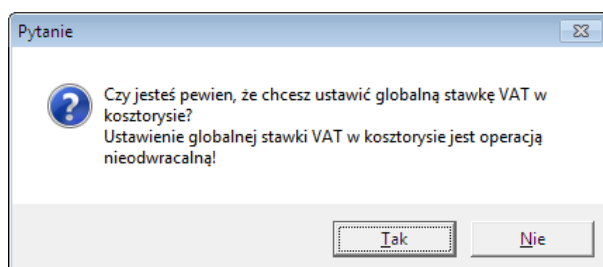 Pytanie
Czy jesteś pewien, że chcesz ustawić globalną stawkę VAT w
kosztorysie?
Ustawienie globalnej stawki VAT w kosztorysie jest operacją
nieodwracalną!
Tak
Nie